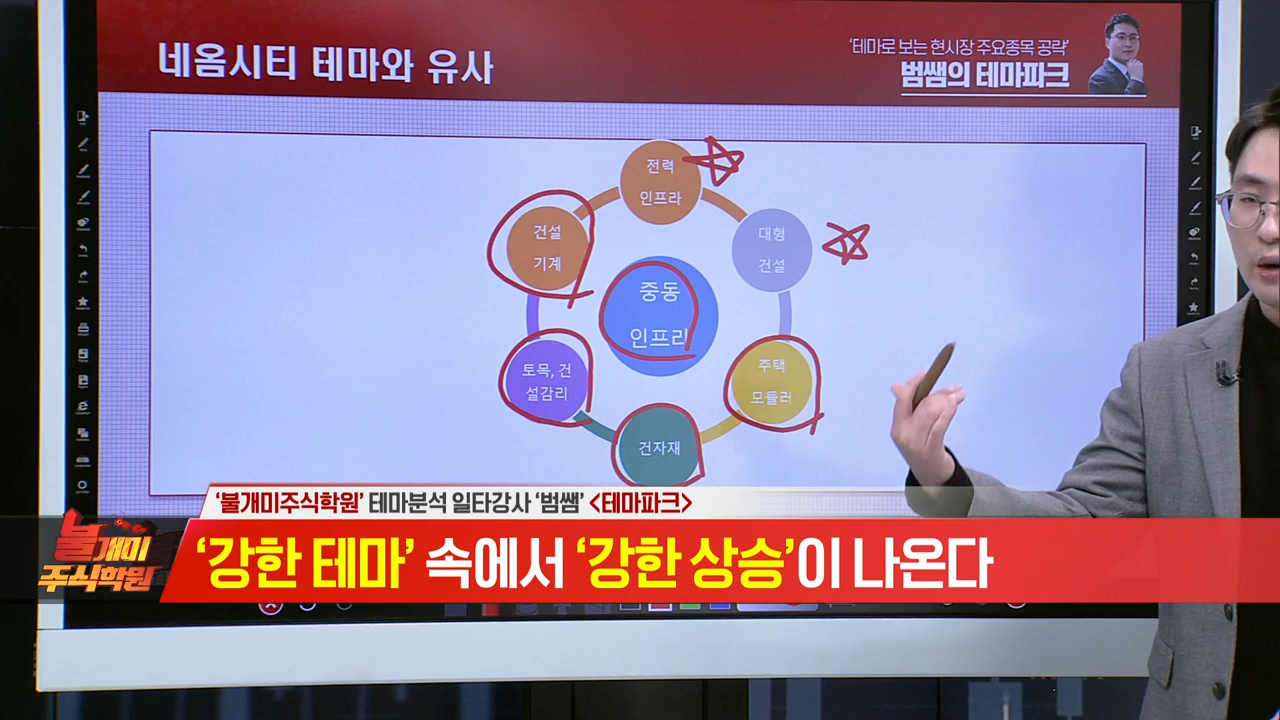 네옴시티 테마와 유사
‘테마로 보는 현시장 주요종목 공략’
범쌤의 테마파크
전력
인프라
건설
기계
대형
건설
중동
인프라
토목, 건
설감리
주택
모듈러
건자재
‘불개미주식학원’ 테마분석 일타강사 ‘범쌤’ <테마파크>
불개미
주식학원
‘강한 테마’ 속에서 ‘강한 상승’이 나온다